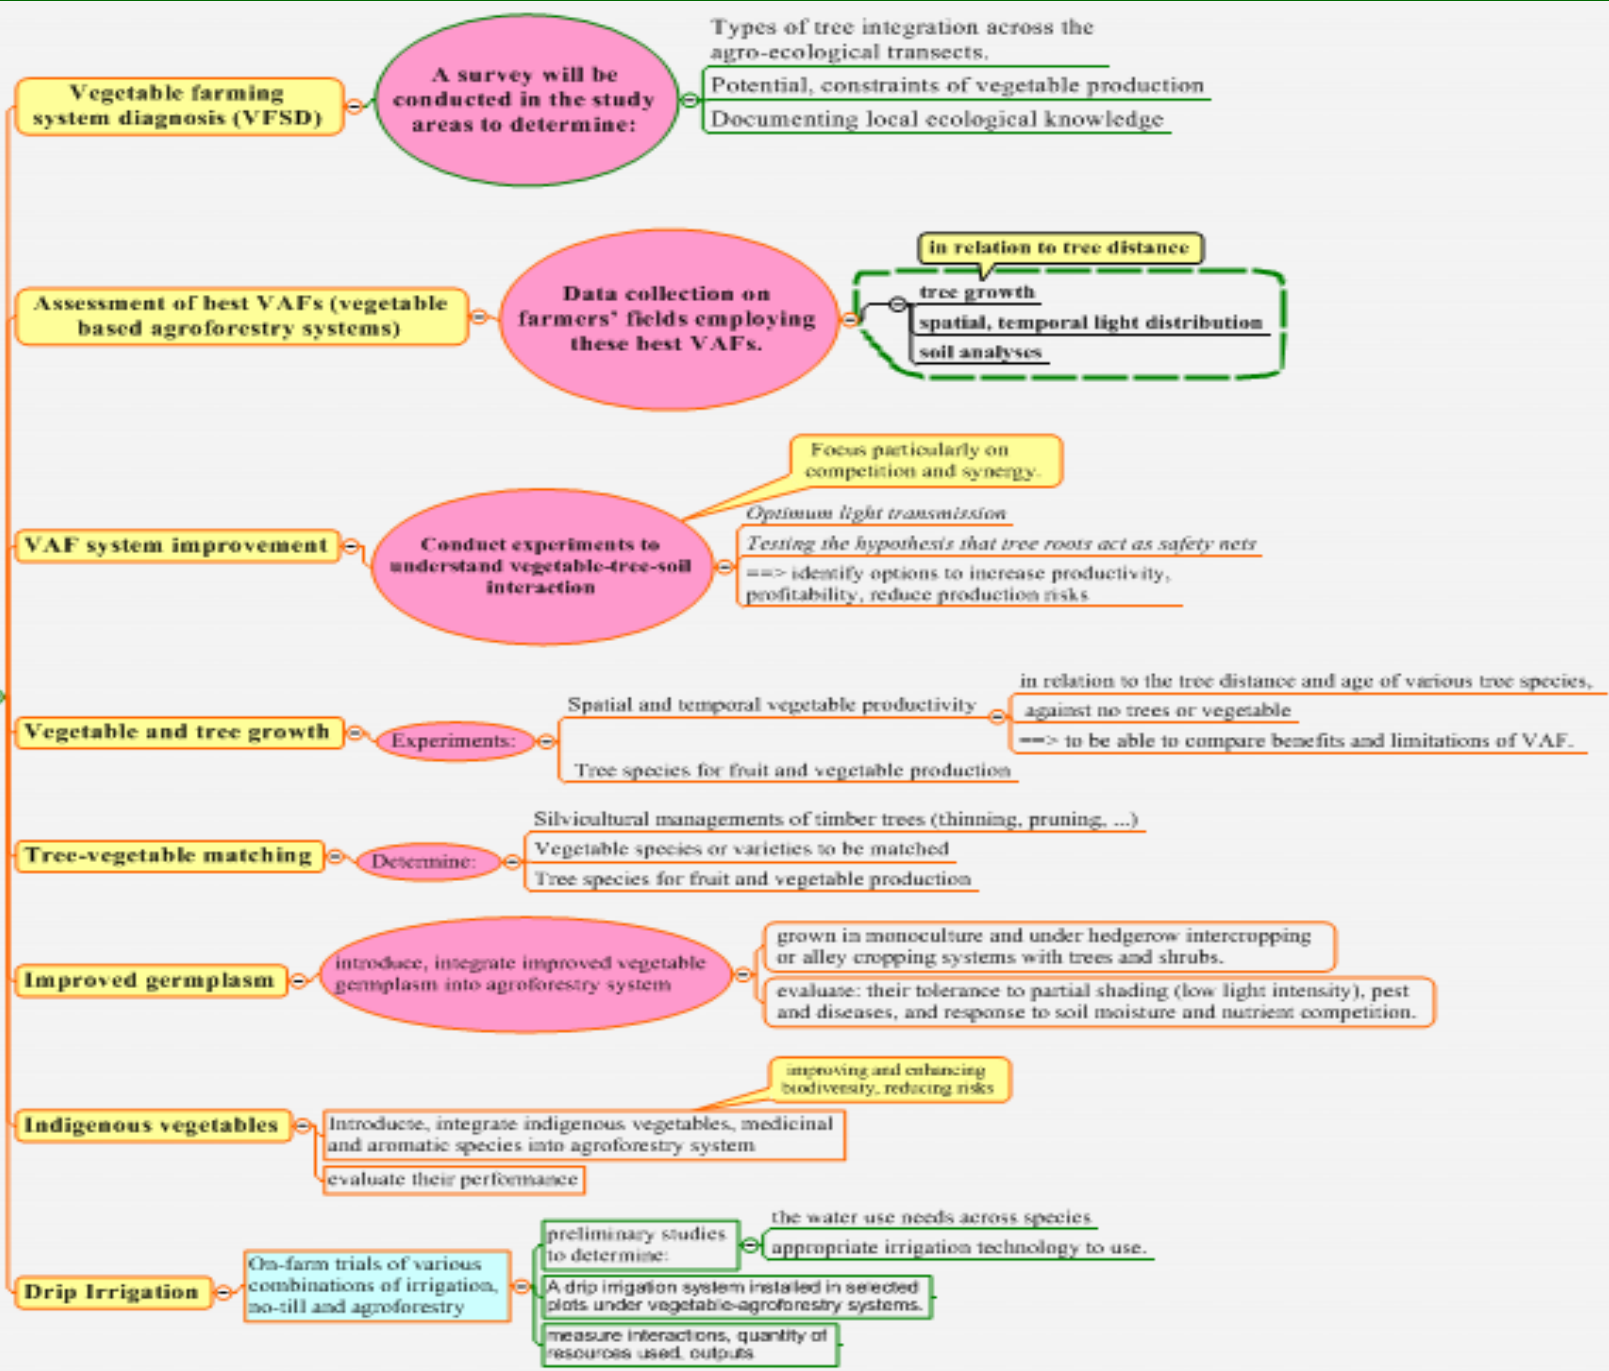 Vegetable farming
system diagnosis (VFSD)
A survey will be
conducted in the study
areas to determine:
Types of tree integration across the
agro-ecological transects.
Potential, constraints of vegetable production
Documenting local ecological knowledge
Assessment of best VAFs (vegetable
based agroforestry systems)
Data collection on
farmers' fields employing
these best VAFs.
in relation to tree distance
tree growth
spatial, temporal light distribution
soil analyses
VAF system improvement
Conduct experiments to
understand vegetable-tree-soil
interaction
Focus particularly on
competition and synergy.
Optimum light transmission
Testing the hypothesis that tree roots act as safety nets
==> identify options to increase productivity,
profitability, reduce production risks
Vegetable and tree growth
Experiments:
Spatial and temporal vegetable productivity
in relation to the tree distance and age of various tree species,
against no trees or vegetable
==> to be able to compare benefits and limitations of VAF.
Tree species for fruit and vegetable production
Tree-vegetable matching
Determine:
Silvicultural managements of timber trees (thinning, pruning, ...)
Vegetable species or varieties to be matched
Tree species for fruit and vegetable production
Improved germplasm
introduce, integrate improved vegetable
germplasm into agroforestry system
grown in monoculture and under hedgerow intercropping
or alley cropping systems with trees and shrubs.
evaluate: their tolerance to partial shading (low light intensity), pest
and diseases, and response to soil moisture and nutrient competition.
Indigenous vegetables
improving and enhancing
biodiversity, reducing risks
Introducte, integrate indigenous vegetables, medicinal
and aromatic species into agroforestry system
evaluate their performance
Drip Irrigation
On-farm trials of various
combinations of irrigation,
no-till and agroforestry
preliminary studies
to determine:
the water use needs across species
appropriate irrigation technology to use.
A drip irrigation system installed in selected
plots under vegetable-agroforestry systems.
measure interactions, quantity of
resources used, outputs